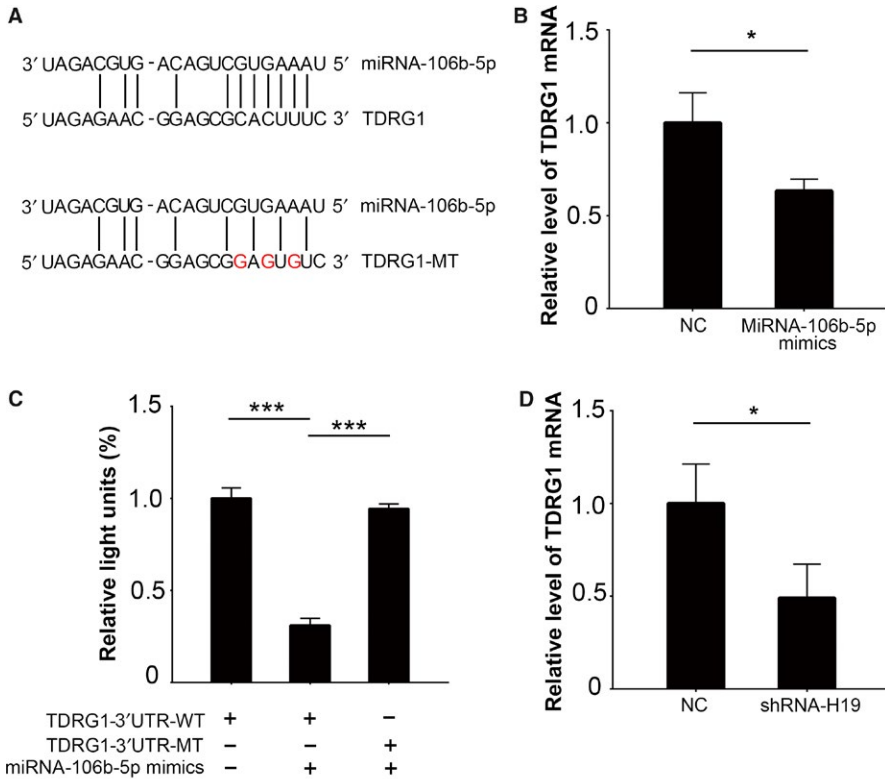 A
3′ UAGACGUG -ACAGUCGUGAAAU 5′ miRNA-106b-5p
5′ UAGAGAAC -GGAGCGCACUUUC 3′ TDRG1
3′ UAGACGUG -ACAGUCGUGAAAU 5′ miRNA-106b-5p
5′ UAGAGAAC -GGAGCGGAGUGUC 3′ TDRG1-MT
B
Relative level of TDRG1 mRNA
1.5
1.0
0.5
0
*
NC
MiRNA-106b-5p
mimics
C
Relative light units (%)
1.5
1.0
0.5
0
*** ***
TDRG1-3′UTR-WT + + –
TDRG1-3′UTR-MT – – +
miRNA-106b-5p mimics – + +
D
Relative level of TDRG1 mRNA
1.5
1.0
0.5
0
*
NC
shRNA-H19